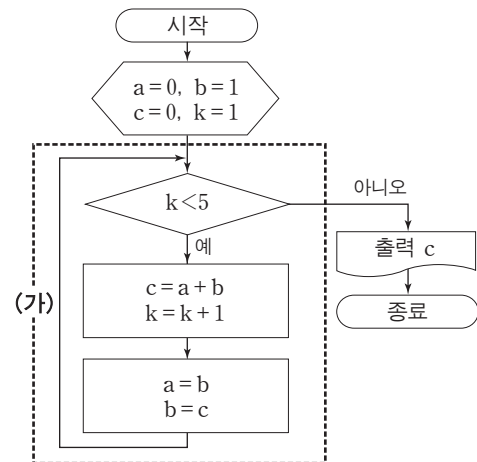 시작
a=0, b=1
c=0, k=1
k<5
아니오
예
출력 c
c=a+b
k=k+1
(가)
종료
a=b
b=c